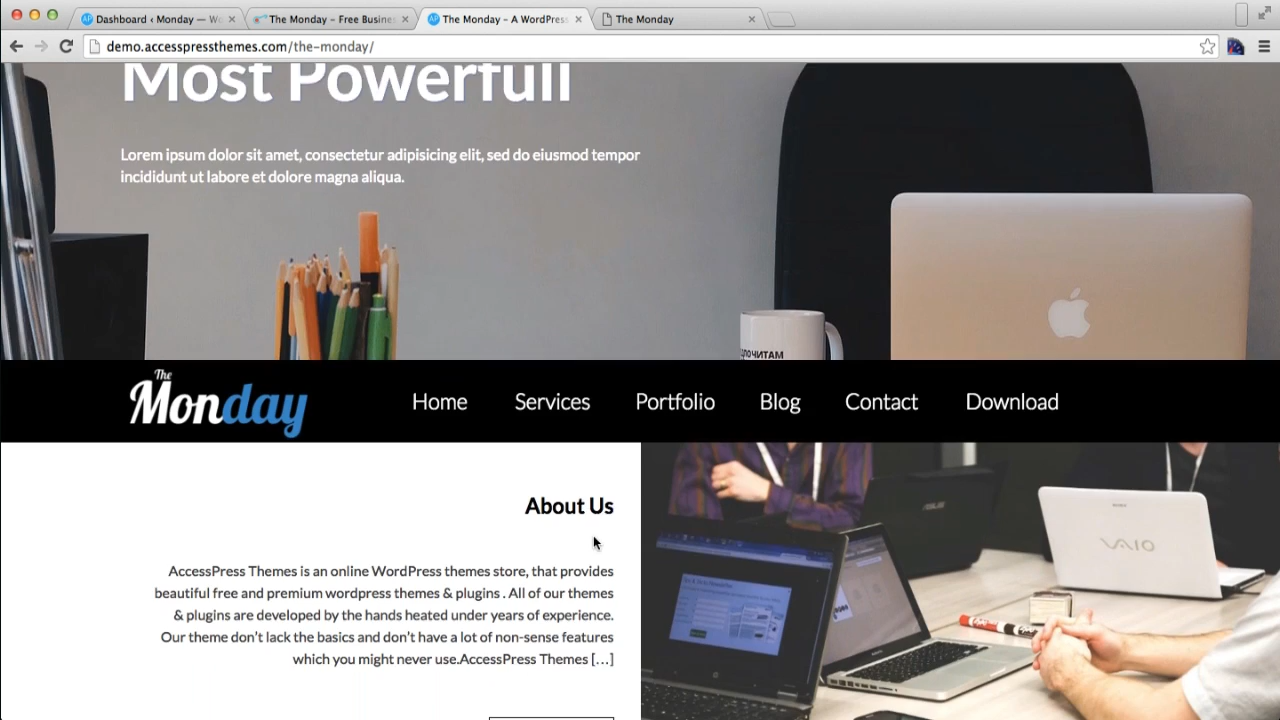 Dashboard ‹ Monday — Wo
The Monday – Free Busine
The Monday – A WordPress
The Monday
demo.accesspressthemes.com/the-monday/
Most Powerfull
Lorem ipsum dolor sit amet, consectetur adipisicing elit, sed do eiusmod tempor
incididunt ut labore et dolore magna aliqua.
The
Monday
Home Services Portfolio Blog Contact Download
About Us
AccessPress Themes is an online WordPress themes store, that provides
beautiful free and premium wordpress themes & plugins . All of our themes
& plugins are developed by the hands heated under years of experience.
Our theme don't lack the basics and don't have a lot of non-sense features
which you might never use.AccessPress Themes [...]
ASUS
VAIO